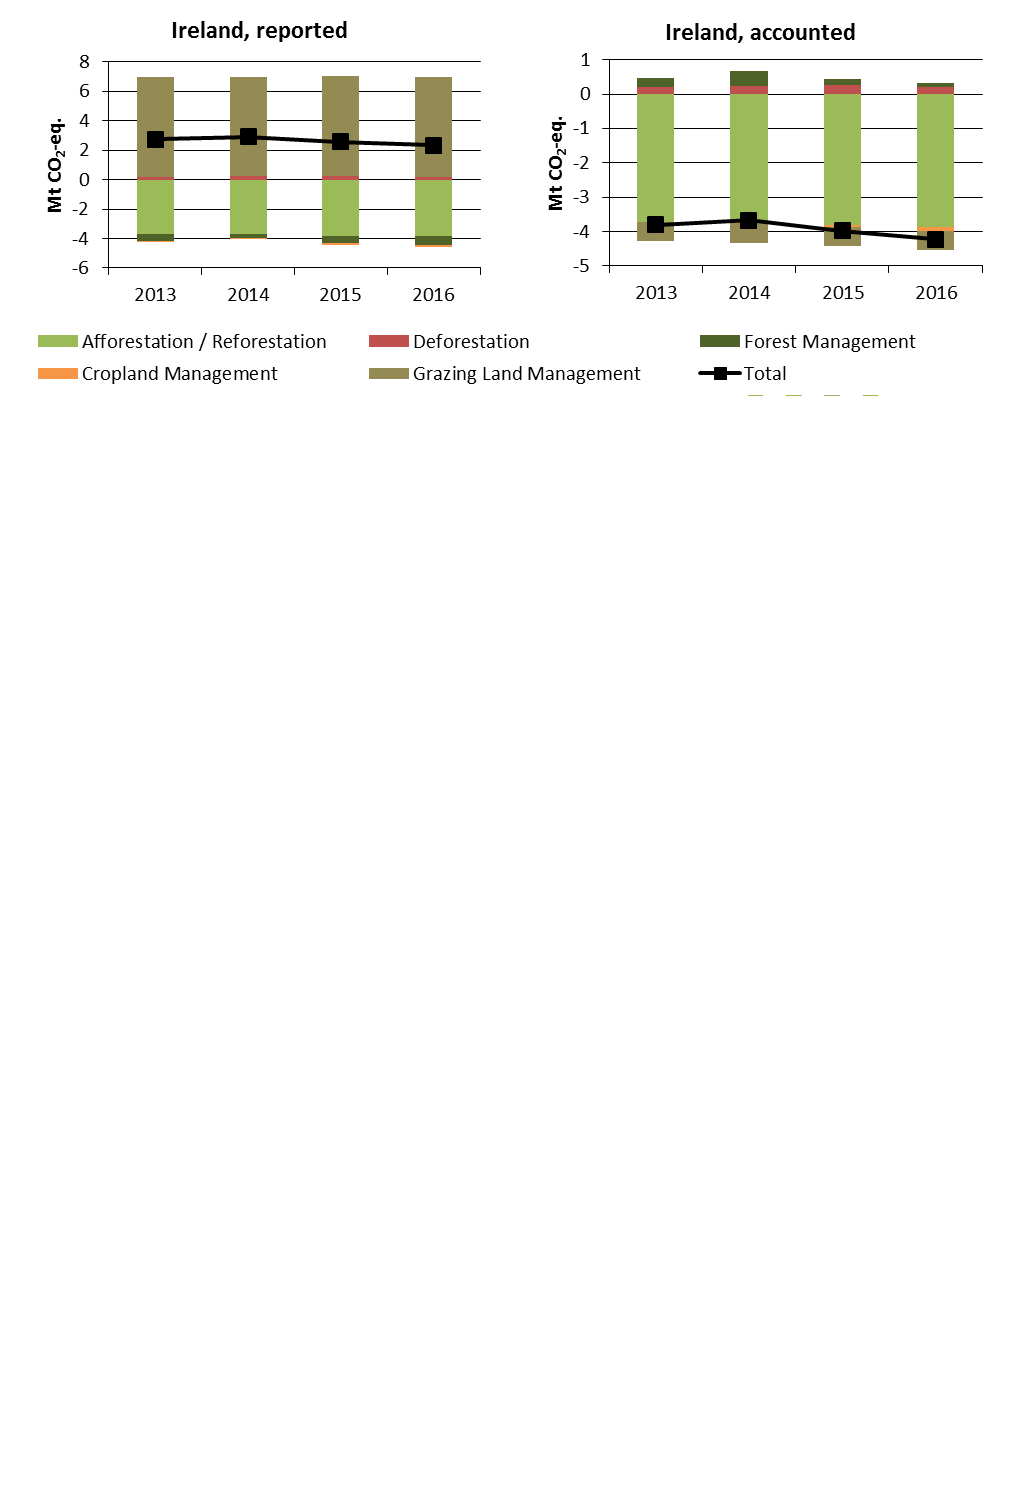 Ireland, reported
8
6
4
2
0
-2
-4
-6
Mt CO₂-eq.
2013 2014 2015 2016
Ireland, accounted
1
0
-1
-2
-3
-4
-5
Mt CO₂-eq.
2013 2014 2015 2016
Afforestation / Reforestation Deforestation Forest Management
Cropland Management Grazing Land Management Total